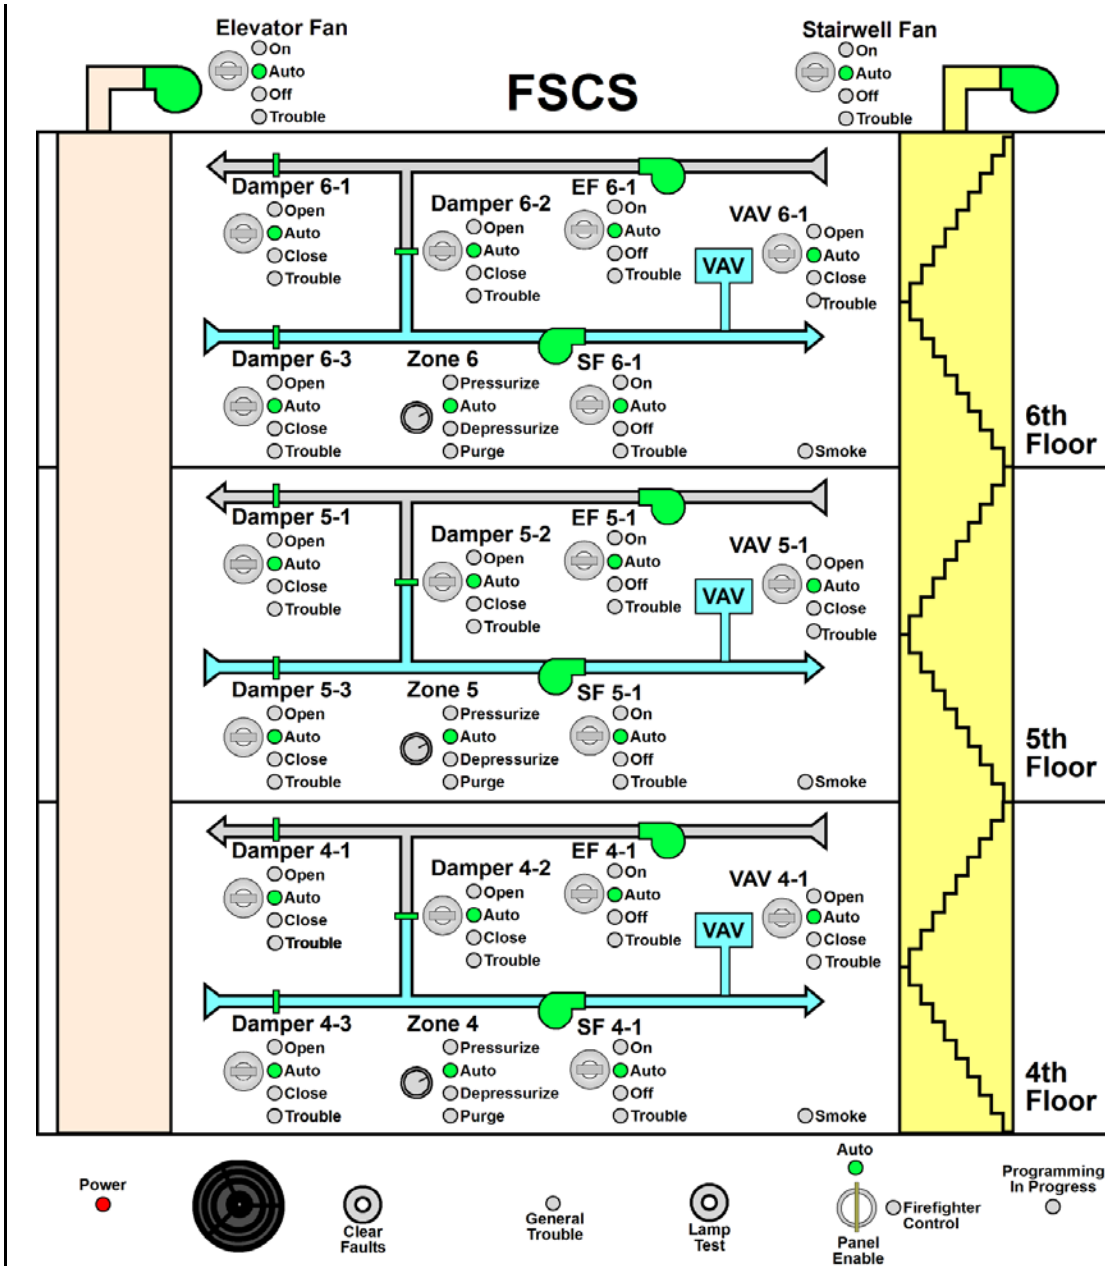 Elevator Fan
On
Auto
Off
Trouble
FSCS
Stairwell Fan
On
Auto
Off
Trouble
Damper 6-1
Open
Auto
Close
Trouble
Damper 6-2
Open
Auto
Close
Trouble
EF 6-1
On
Auto
Off
Trouble
VAV
VAV 6-1
Open
Auto
Close
Trouble
Damper 6-3
Open
Auto
Close
Trouble
Zone 6
Pressurize
Auto
Depressurize
Purge
SF 6-1
On
Auto
Off
Trouble
Smoke
6th
Floor
Damper 5-1
Open
Auto
Close
Trouble
Damper 5-2
Open
Auto
Close
Trouble
EF 5-1
On
Auto
Off
Trouble
VAV
VAV 5-1
Open
Auto
Close
Trouble
Damper 5-3
Open
Auto
Close
Trouble
Zone 5
Pressurize
Auto
Depressurize
Purge
SF 5-1
On
Auto
Off
Trouble
Smoke
5th
Floor
Damper 4-1
Open
Auto
Close
Trouble
Damper 4-2
Open
Auto
Close
Trouble
EF 4-1
On
Auto
Off
Trouble
VAV
VAV 4-1
Open
Auto
Close
Trouble
Damper 4-3
Open
Auto
Close
Trouble
Zone 4
Pressurize
Auto
Depressurize
Purge
SF 4-1
On
Auto
Off
Trouble
Smoke
4th
Floor
Power
Clear
Faults
General
Trouble
Lamp
Test
Auto
Panel
Enable
Firefighter
Control
Programming
In Progress